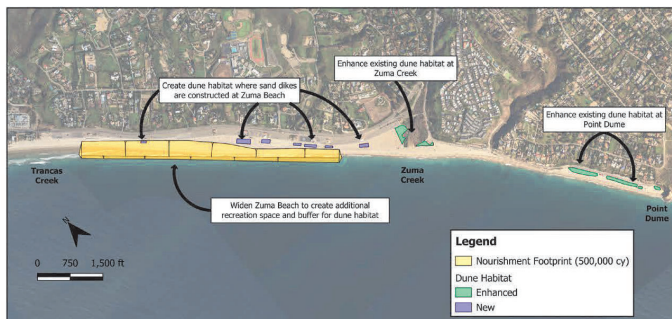 Create dune habitat where sand dikes
are constructed at Zuma Beach
Enhance existing dune habitat at
Zuma Creek
Enhance existing dune habitat at
Point Dume
Trancas
Creek
Zuma
Creek
Point
Dume
Widen Zuma Beach to create additional
recreation space and buffer for dune habitat
N
0 750 1,500 ft
Legend
Nourishment Footprint (500,000 cy)
Dune Habitat
Enhanced
New